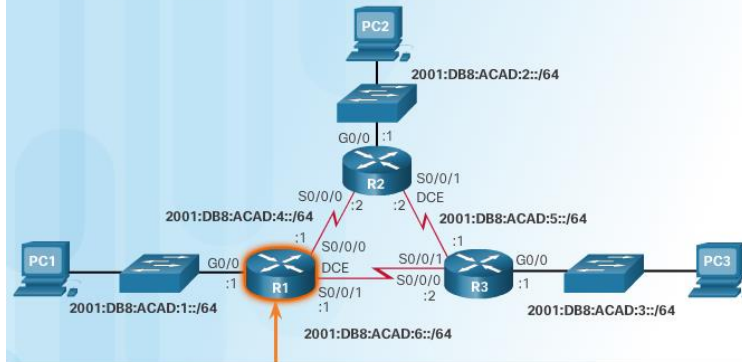 PC2
2001:DB8:ACAD:2::/64
G0/0 :1
R2
S0/0/0 S0/0/1
DCE
:2 :2
2001:DB8:ACAD:4::/64 2001:DB8:ACAD:5::/64
:1 :1
PC1 G0/0 S0/0/0 S0/0/1 G0/0 PC3
DCE
:1 R1 S0/0/0 R3 :1
S0/0/1 :2
:1
2001:DB8:ACAD:1::/64 2001:DB8:ACAD:3::/64
2001:DB8:ACAD:6::/64